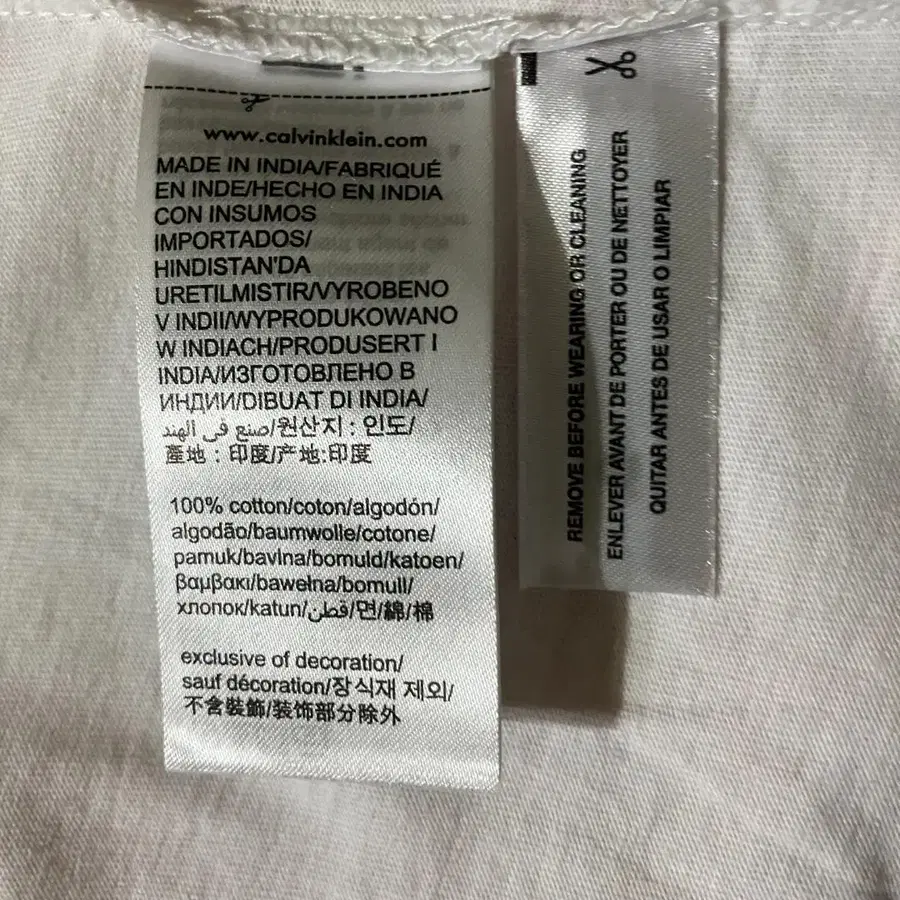 www.calvinklein.com
MADE IN INDIA/FABRIQUÉ
EN INDE/HECHO EN INDIA
CON INSUMOS
IMPORTADOS/
HINDISTAN'DA
URETILMISTIR/VYROBENO
V INDII/WYPRODUKOWANO
W INDIACH/PRODUSERT I
INDIA/ИЗГОТОВЛЕНО В
ИНДИИ/DIBUAT DI INDIA/
صنع في الهند/원산지 : 인도/
產地 : 印度/产地:印度
100% cotton/coton/algodón/
algodão/baumwolle/cotone/
pamuk/bavlna/bomuld/katoen/
βαμβακι/bawełna/bomull/
хлопок/katun/قطن/면/綿/棉
exclusive of decoration/
sauf décoration/장식재 제외/
不含裝飾/装饰部分除外
REMOVE BEFORE WEARING OR CLEANING
ENLEVER AVANT DE PORTER OU DE NETTOYER
QUITAR ANTES DE USAR O LIMPIAR